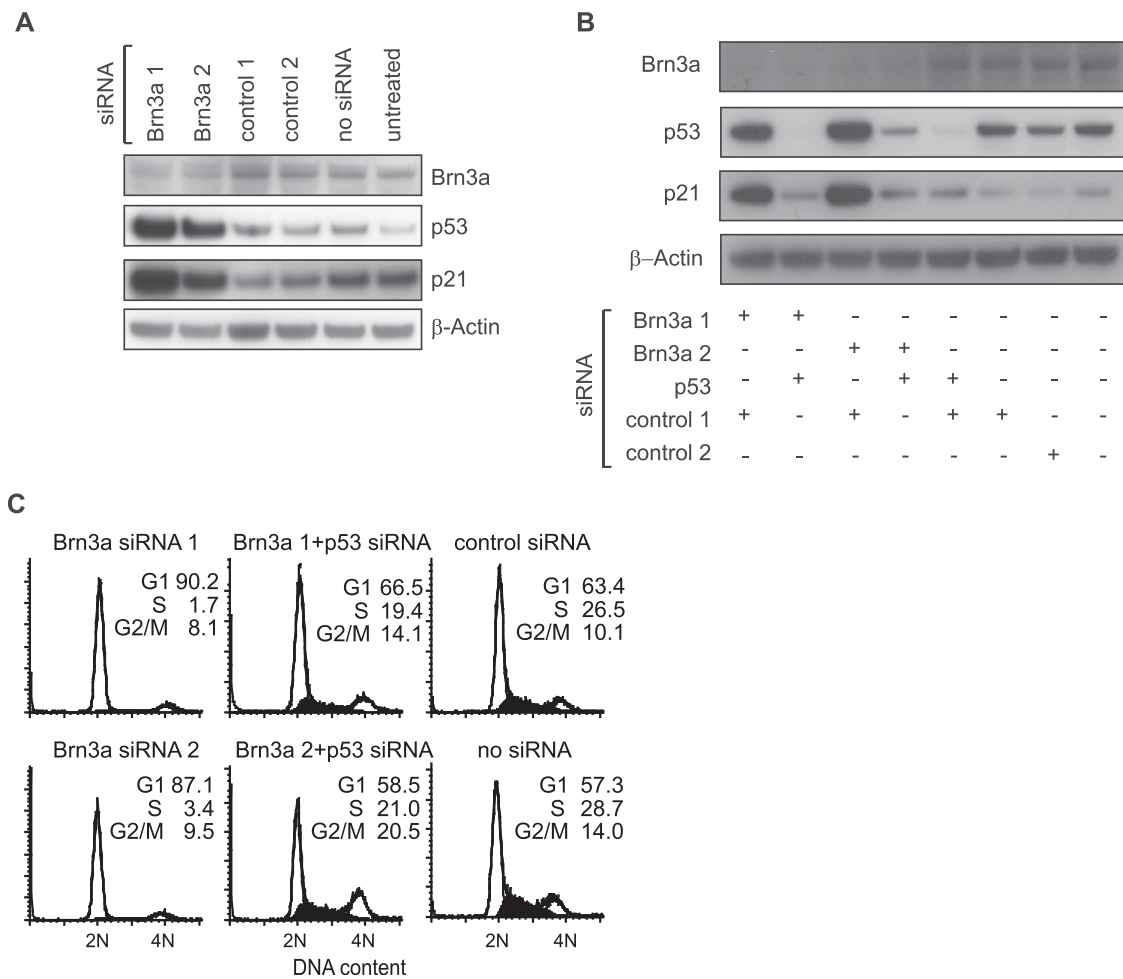 A
siRNA
Brn3a 1
Brn3a 2
control 1
control 2
no siRNA
untreated
Brn3a
p53
p21
β-Actin
B
Brn3a
p53
p21
β–Actin
siRNA
Brn3a 1 + + - - - - - -
Brn3a 2 - - + + - - - -
p53 - + - + + - - -
control 1 + - + - + + - -
control 2 - - - - - - + -
C
Brn3a siRNA 1
G1 90.2
S 1.7
G2/M 8.1
Brn3a 1+p53 siRNA
G1 66.5
S 19.4
G2/M 14.1
control siRNA
G1 63.4
S 26.5
G2/M 10.1
Brn3a siRNA 2
G1 87.1
S 3.4
G2/M 9.5
Brn3a 2+p53 siRNA
G1 58.5
S 21.0
G2/M 20.5
no siRNA
G1 57.3
S 28.7
G2/M 14.0
2N 4N 2N 4N 2N 4N
DNA content